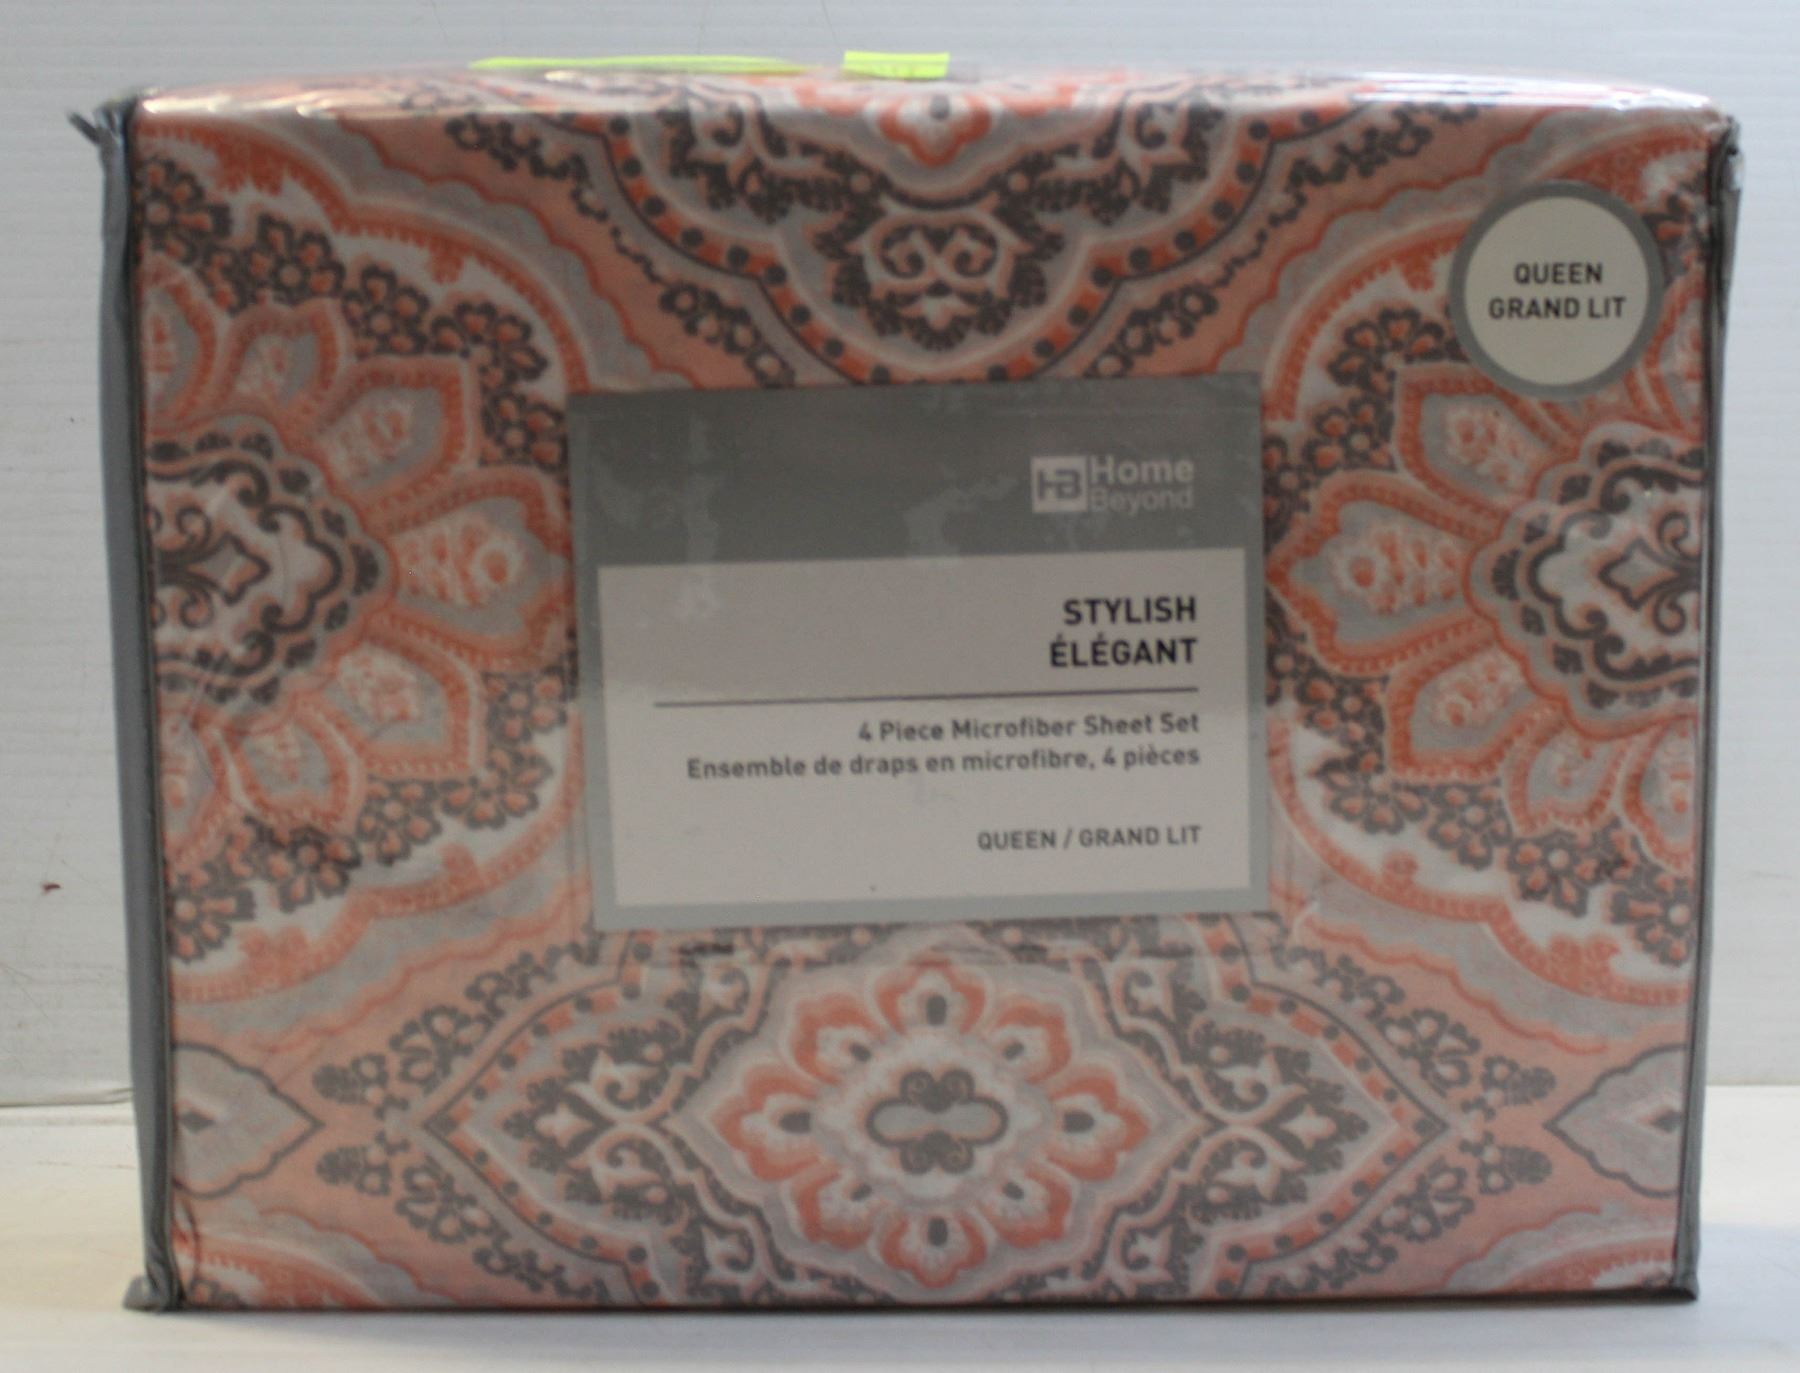 QUEEN
GRAND LIT
HB Home
Beyond
STYLISH
ÉLÉGANT
4 Piece Microfiber Sheet Set
Ensemble de draps en microfibre, 4 pièces
QUEEN / GRAND LIT